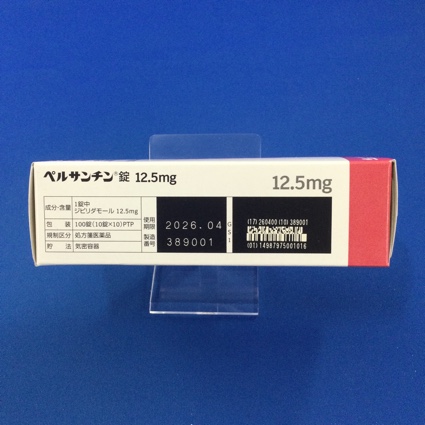 ペルサンチン®錠 12.5mg
12.5mg
成分・含量 1錠中
ジピリダモール 12.5mg
包装 100錠(10錠×10)PTP
規制区分 処方箋医薬品
貯法 気密容器
使用期限 2026.04
製造番号 389001
GS1
(17) 260400 (10) 389001
(01) 14987975001016